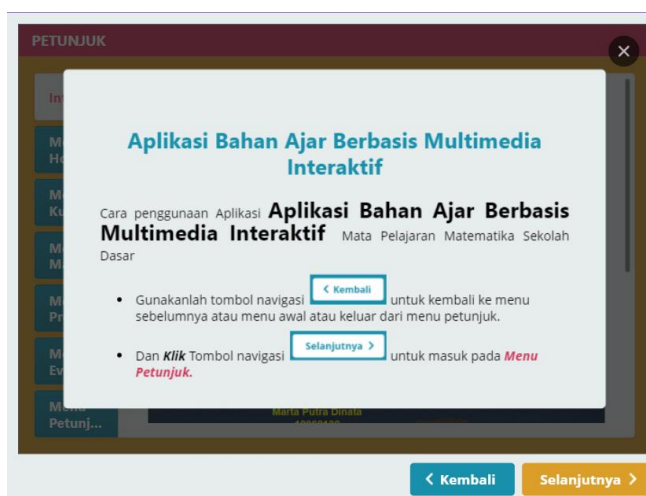 PETUNJUK
Aplikasi Bahan Ajar Berbasis Multimedia
Interaktif
Cara penggunaan Aplikasi Aplikasi Bahan Ajar Berbasis
Multimedia Interaktif Mata Pelajaran Matematika Sekolah
Dasar
• Gunakanlah tombol navigasi < Kembali untuk kembali ke menu
sebelumnya atau menu awal atau keluar dari menu petunjuk.
• Dan Klik Tombol navigasi Selanjutnya > untuk masuk pada Menu
Petunjuk.
Menu
Petunj...
Marta Putra Dinata
< Kembali
Selanjutnya >